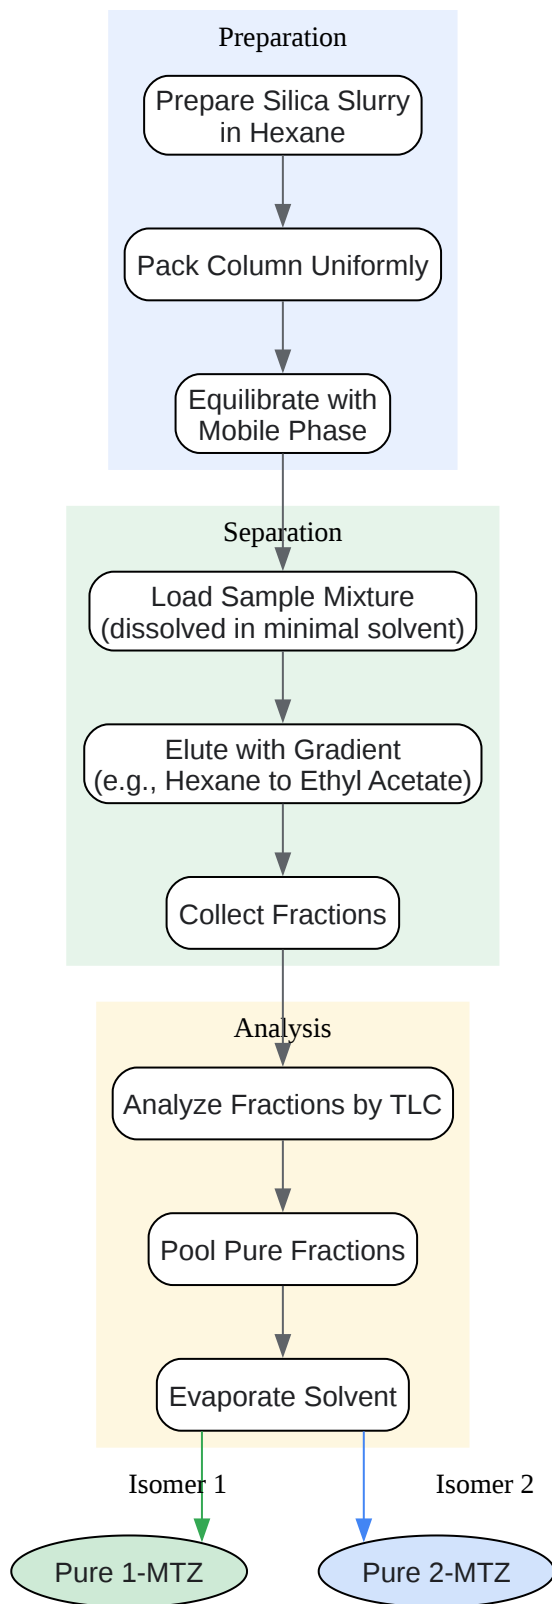 Preparation
Prepare Silica Slurry
in Hexane
Pack Column Uniformly
Equilibrate with
Mobile Phase
Separation
Load Sample Mixture
(dissolved in minimal solvent)
Elute with Gradient
(e.g., Hexane to Ethyl Acetate)
Collect Fractions
Analysis
Analyze Fractions by TLC
Pool Pure Fractions
Evaporate Solvent
Isomer 1
Isomer 2
Pure 1-MTZ
Pure 2-MTZ